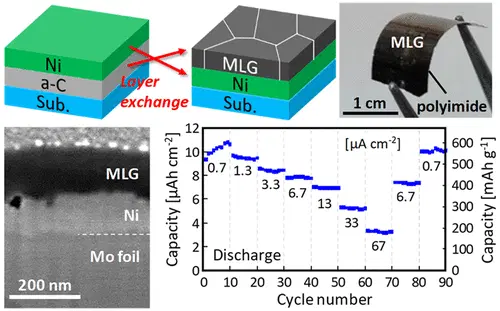 Ni
a-C
Sub.
Layer
exchange
MLG
Ni
Sub.
MLG
1 cm
polyimide
MLG
Ni
Mo foil
200 nm
Capacity [μAh cm⁻²]
12
10
8
6
4
2
0
[μA cm⁻²]
0.7
1.3
3.3
6.7
13
33
67
6.7
0.7
Discharge
0 10 20 30 40 50 60 70 80 90
Cycle number
600
500
400
300
200
100
0
Capacity [mAh g⁻¹]